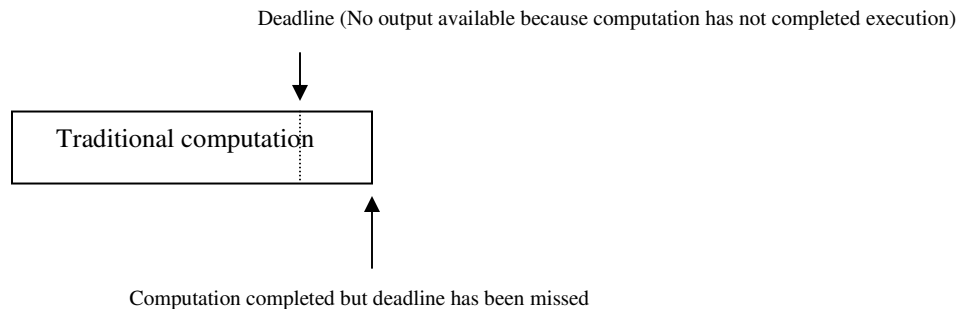 Deadline (No output available because computation has not completed execution)
Traditional computation
Computation completed but deadline has been missed